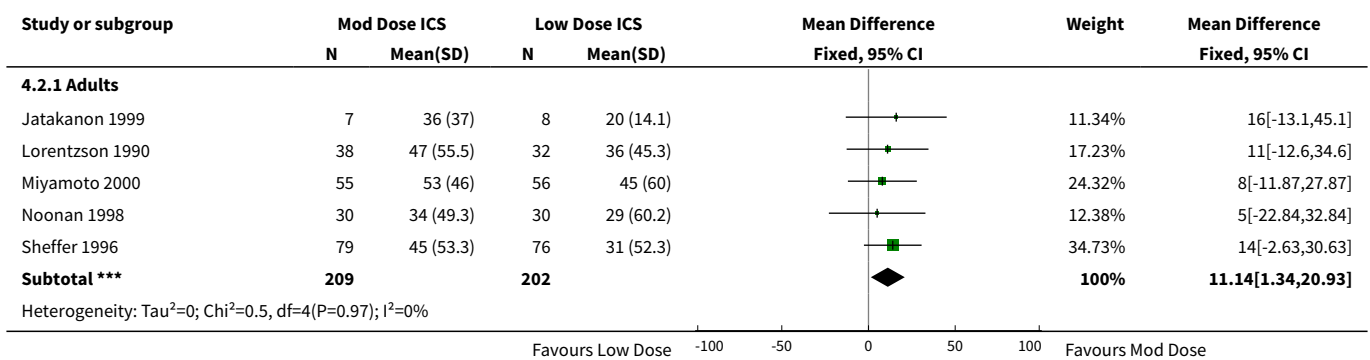 Study or subgroup Mod Dose ICS Low Dose ICS Mean Difference Weight Mean Difference
N Mean(SD) N Mean(SD) Fixed, 95% CI Fixed, 95% CI
4.2.1 Adults
Jatakanon 1999 7 36 (37) 8 20 (14.1) 11.34% 16[-13.1,45.1]
Lorentzson 1990 38 47 (55.5) 32 36 (45.3) 17.23% 11[-12.6,34.6]
Miyamoto 2000 55 53 (46) 56 45 (60) 24.32% 8[-11.87,27.87]
Noonan 1998 30 34 (49.3) 30 29 (60.2) 12.38% 5[-22.84,32.84]
Sheffer 1996 79 45 (53.3) 76 31 (52.3) 34.73% 14[-2.63,30.63]
Subtotal *** 209 202 100% 11.14[1.34,20.93]
Heterogeneity: Tau²=0; Chi²=0.5, df=4(P=0.97); I²=0%
Favours Low Dose -100 -50 0 50 100 Favours Mod Dose